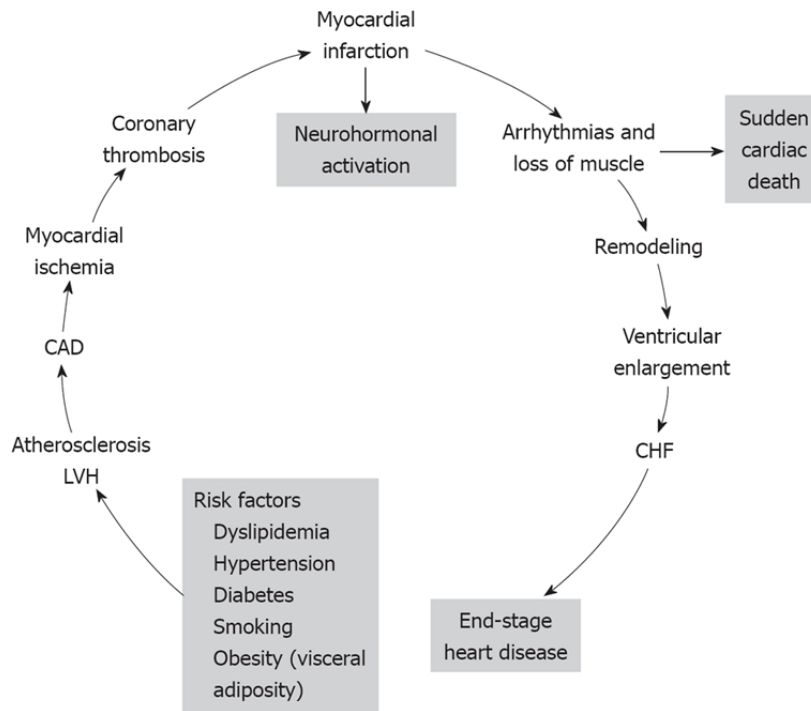 Myocardial
infarction
Neurohormonal
activation
Coronary
thrombosis
Arrhythmias and
loss of muscle
Sudden
cardiac
death
Myocardial
ischemia
Remodeling
CAD
Ventricular
enlargement
Atherosclerosis
LVH
CHF
Risk factors
Dyslipidemia
Hypertension
Diabetes
Smoking
Obesity (visceral
adiposity)
End-stage
heart disease